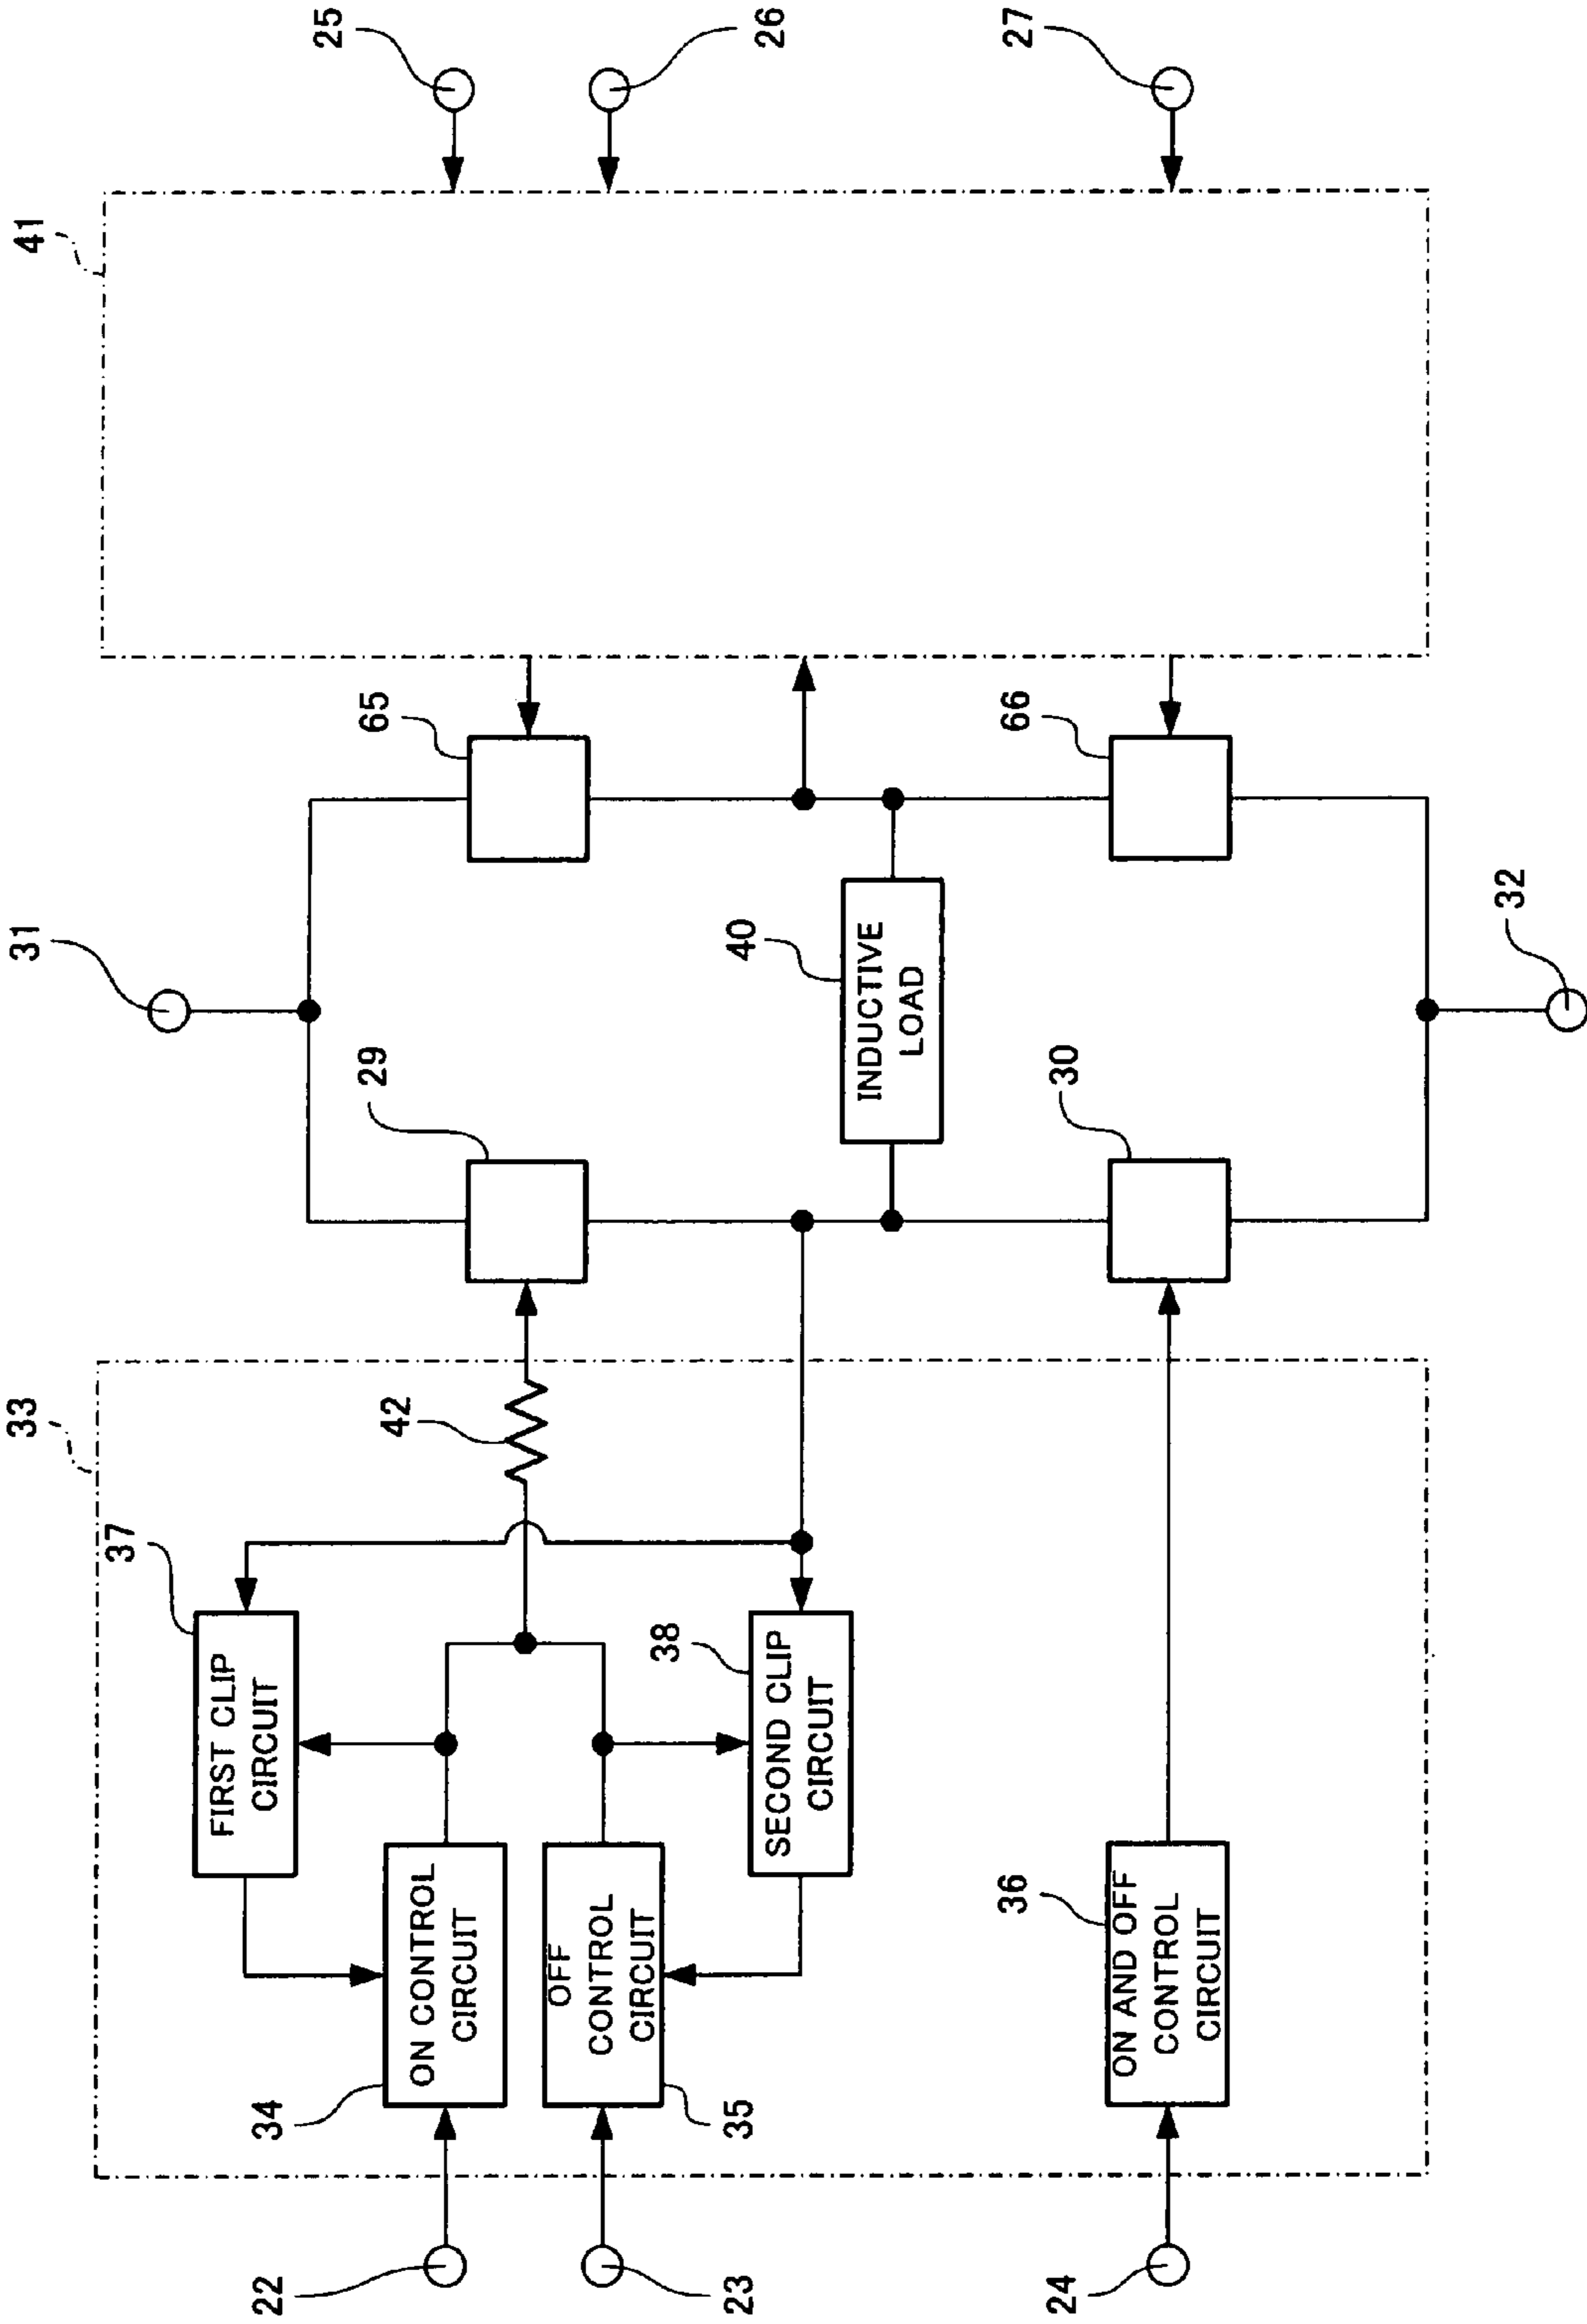 31
33
41
37
FIRST CLIP
CIRCUIT
42
29
65
25
34
ON CONTROL
CIRCUIT
22
26
OFF
CONTROL
CIRCUIT
35
23
38
SECOND CLIP
CIRCUIT
40
INDUCTIVE
LOAD
36
ON AND OFF
CONTROL
CIRCUIT
24
30
66
27
32